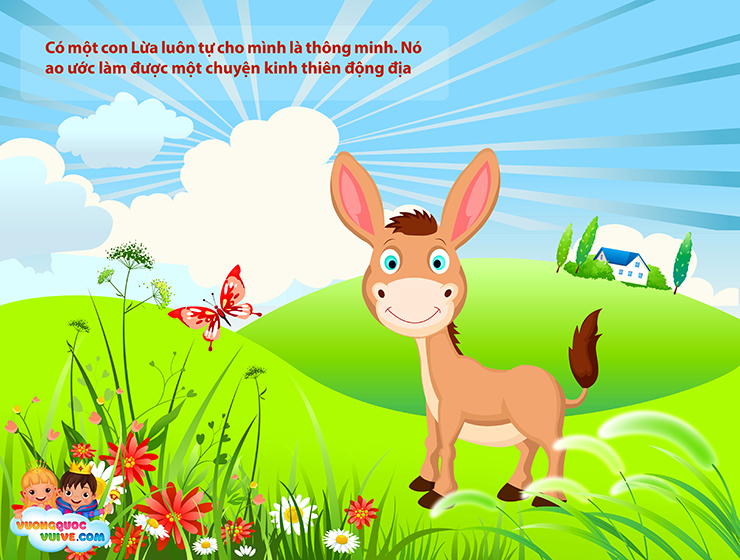 Có một con Lừa luôn tự cho mình là thông minh. Nó
ao ước làm được một chuyện kinh thiên động địa
VUONGQUOC
VUIVE.COM